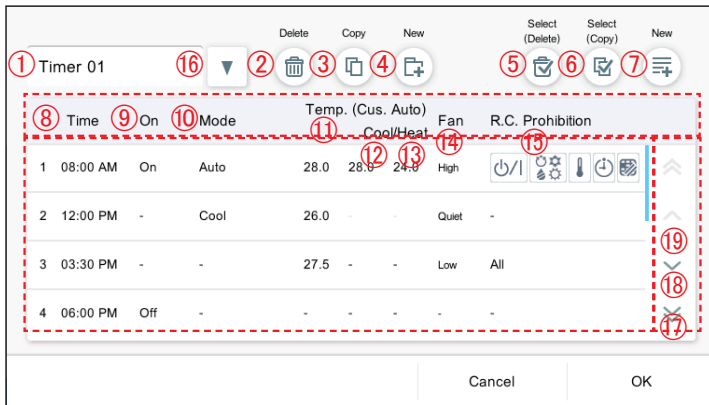 Delete Copy New Select (Delete) Select (Copy) New
① Timer 01 ⑯ ▼ ② ③ ④ ⑤ ⑥ ⑦
Temp. (Cus. Auto)
⑧ Time ⑨ On ⑩ Mode ⑪ Cool/Heat Fan R.C. Prohibition
⑫ ⑬ ⑭ ⑮
1 08:00 AM On Auto 28.0 28.0 24.0 High
2 12:00 PM - Cool 26.0 - - Quiet -
⑲
3 03:30 PM - - 27.5 - - Low All
⑱
4 06:00 PM Off - - - - - -
⑰
Cancel OK